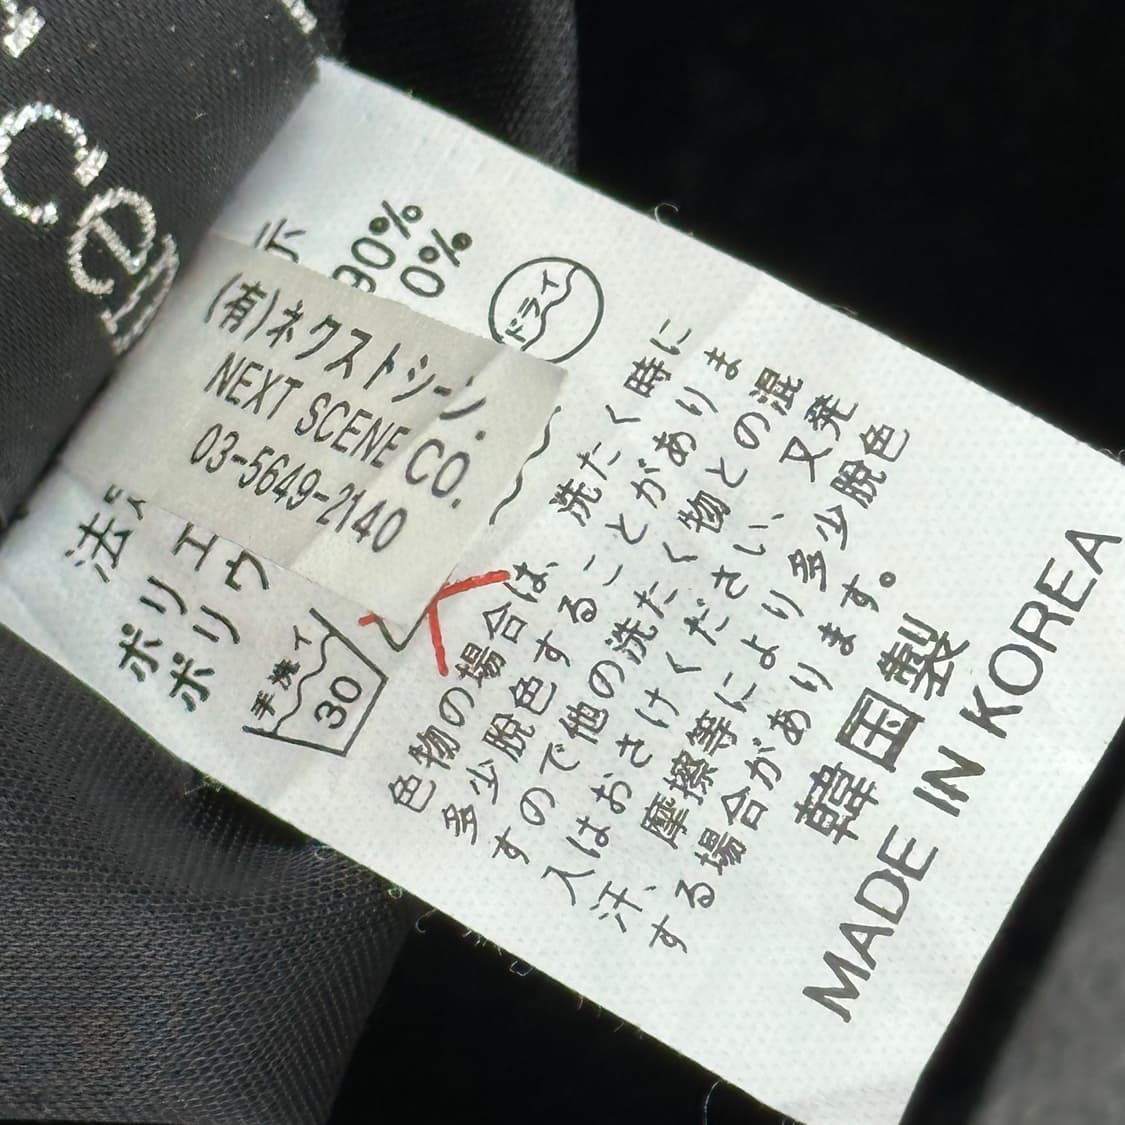 cen
示
90%
0%
ドライ
(有)ネクストシーン
NEXT SCENE CO.
03-5649-2140
法
ポリエ
ポリウ
手洗イ
30
色物の場合は、洗たく時に
多少脱色することがありま
すので他の洗たく物との混
入はおさけください、又発
汗、摩擦等により多少脱色
する場合があります。
韓国製
MADE IN KOREA